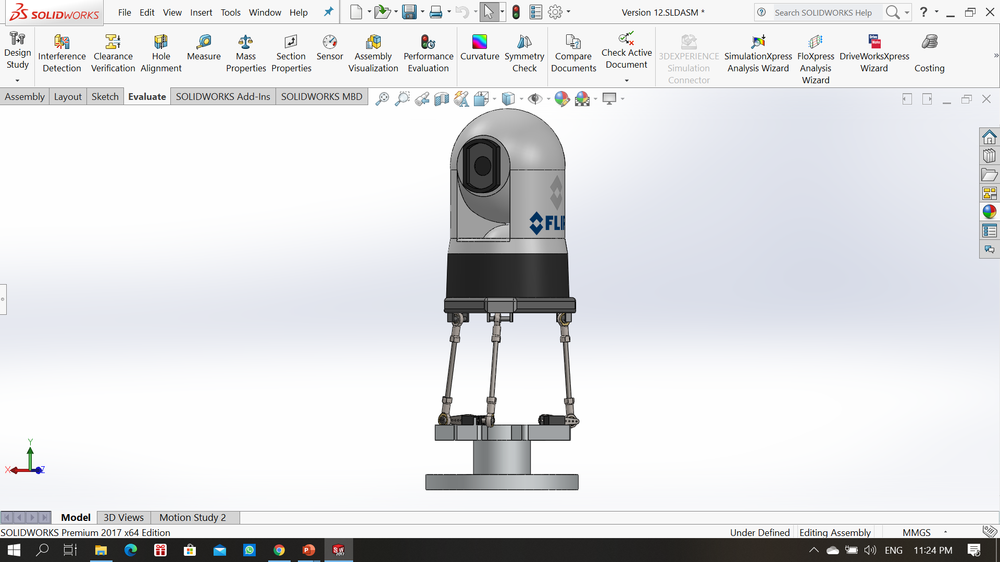 SOLIDWORKS File Edit View Insert Tools Window Help Version 12.SLDASM * Search SOLIDWORKS Help ?
Design Study
Interference Detection
Clearance Verification
Hole Alignment
Measure
Mass Properties
Section Properties
Sensor
Assembly Visualization
Performance Evaluation
Curvature
Symmetry Check
Compare Documents
Check Active Document
3DEXPERIENCE Simulation Connector
SimulationXpress Analysis Wizard
FloXpress Analysis Wizard
DriveWorksXpress Wizard
Costing
Assembly Layout Sketch Evaluate SOLIDWORKS Add-Ins SOLIDWORKS MBD
FLIR
Y
X Z
Model 3D Views Motion Study 2
SOLIDWORKS Premium 2017 x64 Edition Under Defined Editing Assembly MMGS
ENG 11:24 PM